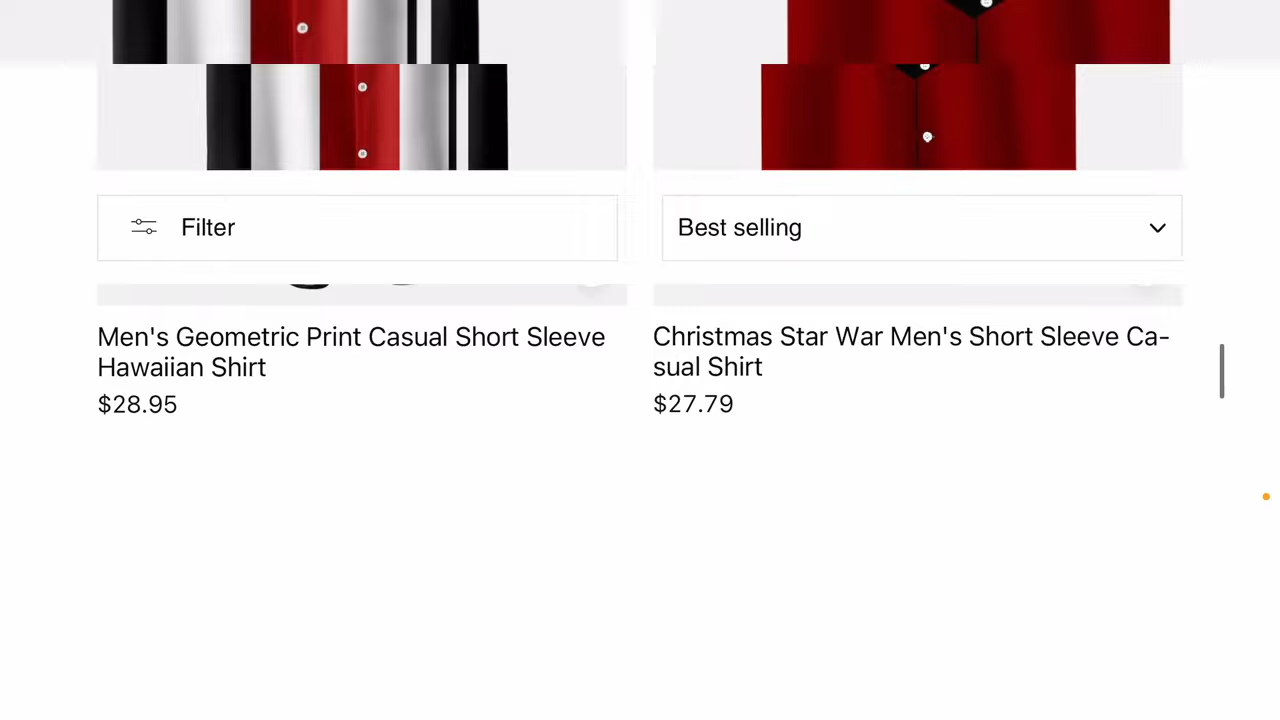 Filter
Best selling
Men's Geometric Print Casual Short Sleeve
Hawaiian Shirt
$28.95
Christmas Star War Men's Short Sleeve Ca-
sual Shirt
$27.79